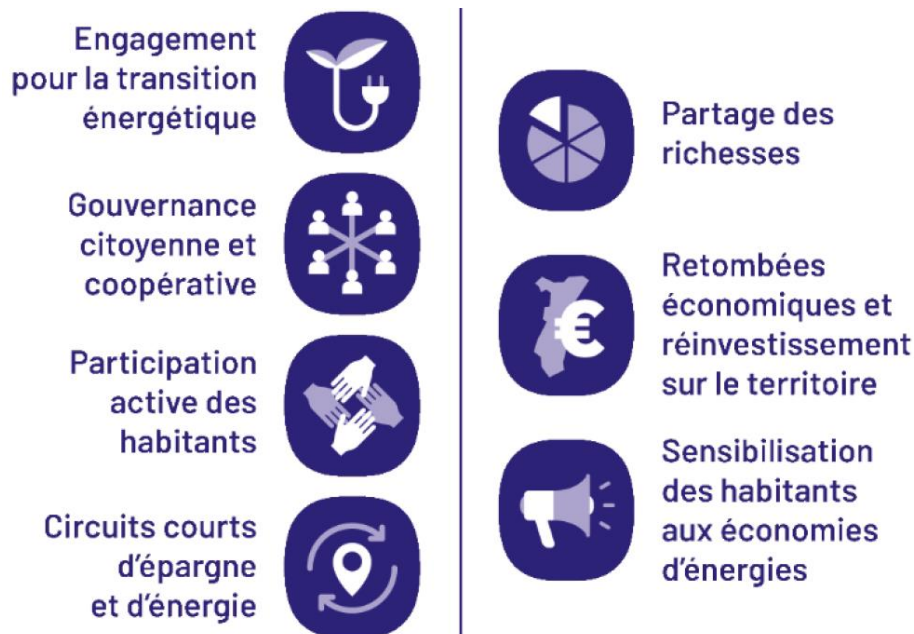 Engagement
pour la transition
énergétique
Gouvernance
citoyenne et
coopérative
Participation
active des
habitants
Circuits courts
d'épargne
et d'énergie
Partage des
richesses
€
Retombées
économiques et
réinvestissement
sur le territoire
Sensibilisation
des habitants
aux économies
d'énergies